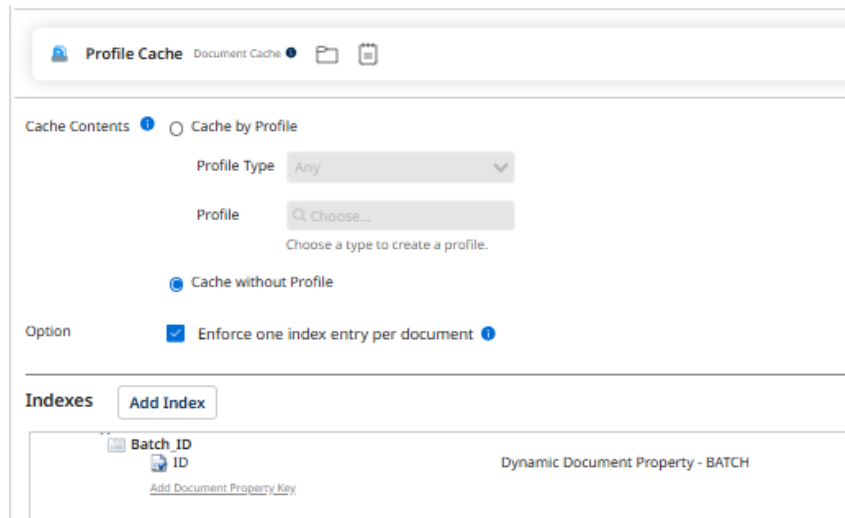 Profile Cache Document Cache
Cache Contents Cache by Profile
Profile Type Any
Profile Choose...
Choose a type to create a profile.
Cache without Profile
Option Enforce one index entry per document
Indexes Add Index
Batch_ID
ID Dynamic Document Property - BATCH
Add Document Property Key